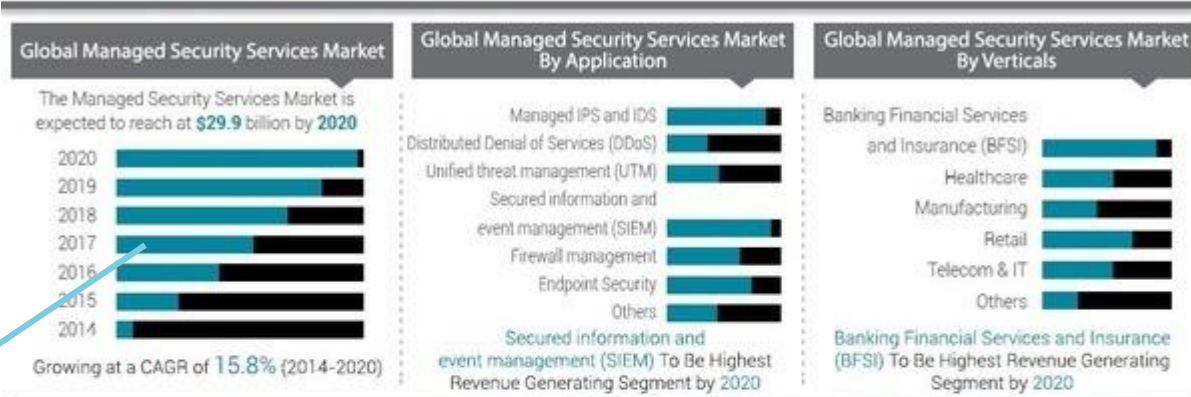 Global Managed Security Services Market
The Managed Security Services Market is
expected to reach at $29.9 billion by 2020
2020
2019
2018
2017
2016
2015
2014
Growing at a CAGR of 15.8% (2014-2020)
Global Managed Security Services Market
By Application
Managed IPS and IDS
Distributed Denial of Services (DDoS)
Unified threat management (UTM)
Secured information and
event management (SIEM)
Firewall management
Endpoint Security
Others
Secured information and
event management (SIEM) To Be Highest
Revenue Generating Segment by 2020
Global Managed Security Services Market
By Verticals
Banking Financial Services
and Insurance (BFSI)
Healthcare
Manufacturing
Retail
Telecom & IT
Others
Banking Financial Services and Insurance
(BFSI) To Be Highest Revenue Generating
Segment by 2020